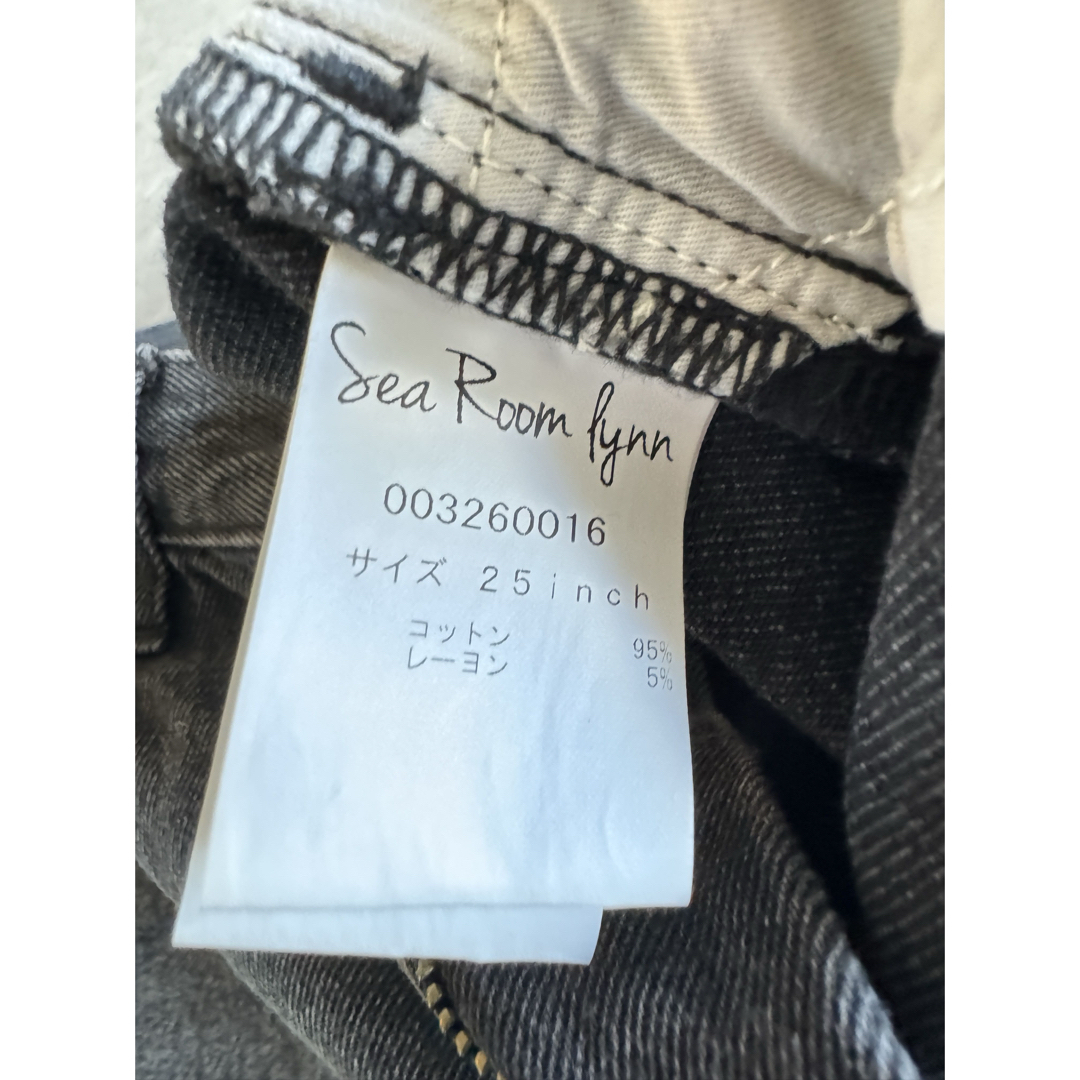 Sea Room lynn
003260016
サイズ 25inch
コットン 95%
レーヨン 5%